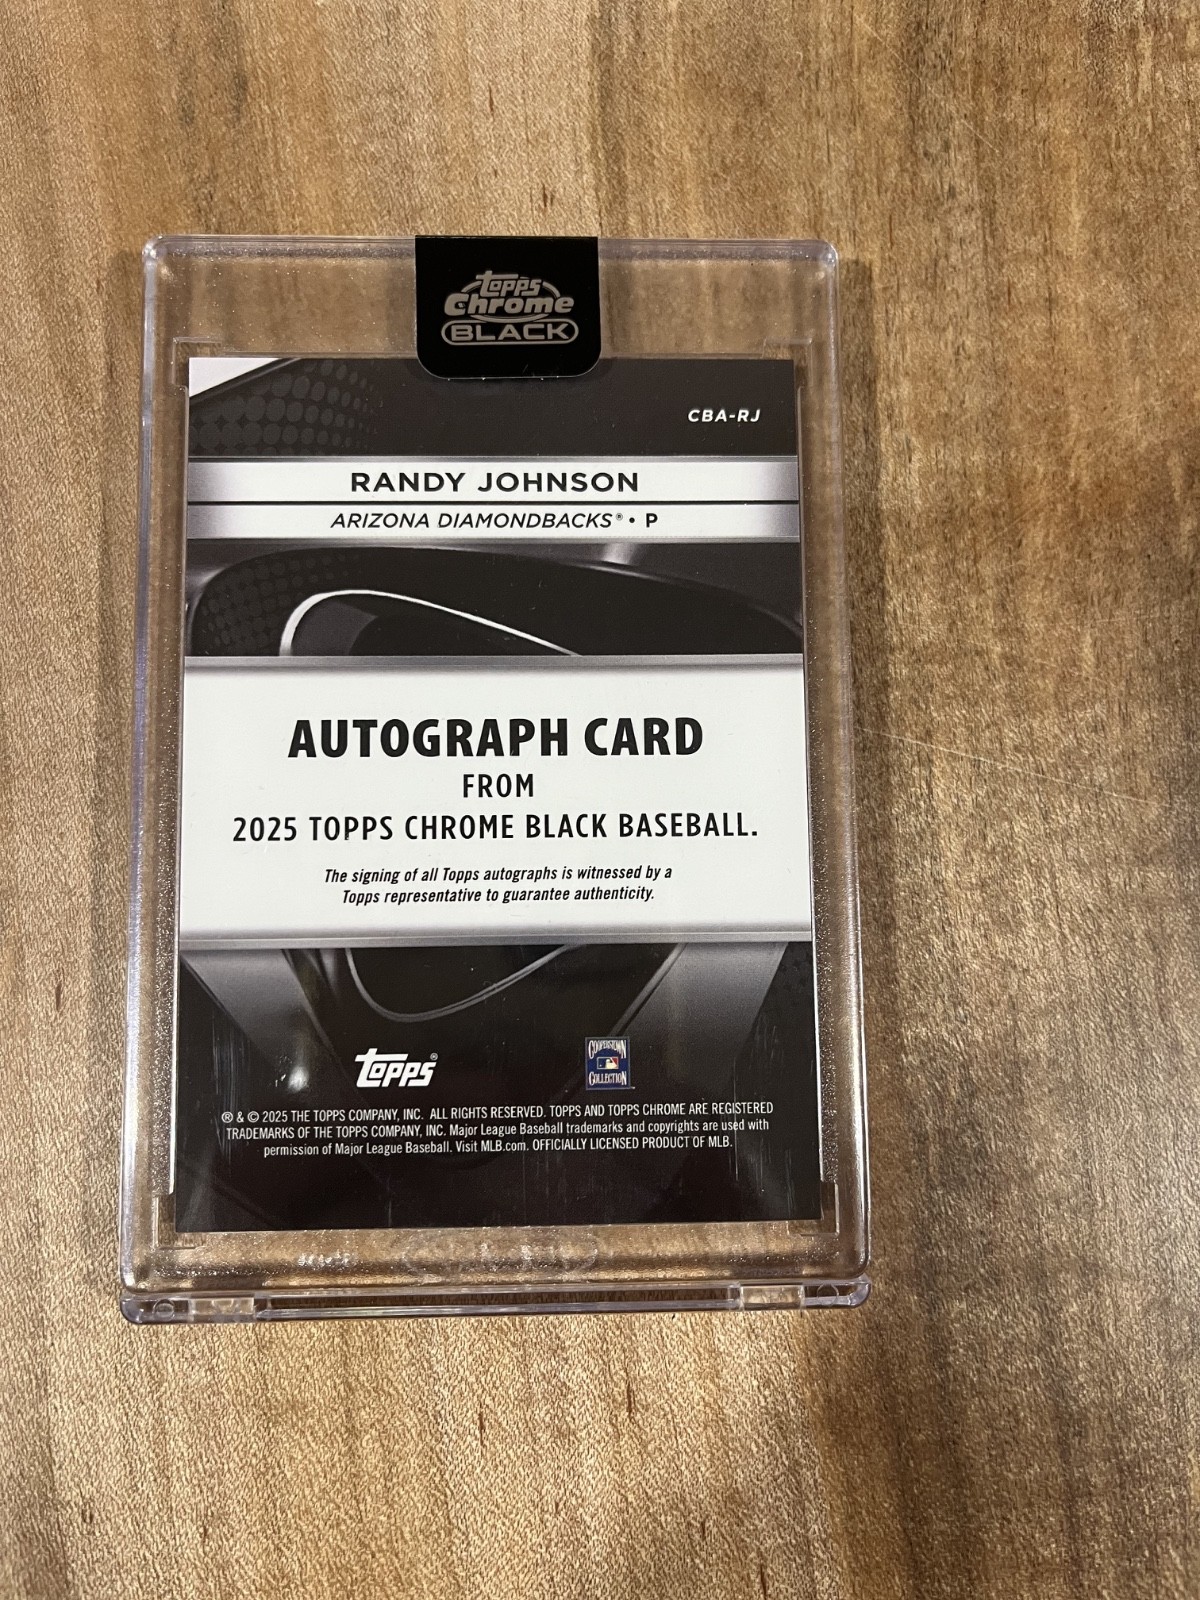 topps
Chrome
BLACK
CBA-RJ
RANDY JOHNSON
ARIZONA DIAMONDBACKS® • P
AUTOGRAPH CARD
FROM
2025 TOPPS CHROME BLACK BASEBALL.
The signing of all Topps autographs is witnessed by a
Topps representative to guarantee authenticity.
topps®
COOPERSTOWN
COLLECTION
® & © 2025 THE TOPPS COMPANY, INC. ALL RIGHTS RESERVED. TOPPS AND TOPPS CHROME ARE REGISTERED
TRADEMARKS OF THE TOPPS COMPANY, INC. Major League Baseball trademarks and copyrights are used with
permission of Major League Baseball. Visit MLB.com. OFFICIALLY LICENSED PRODUCT OF MLB.